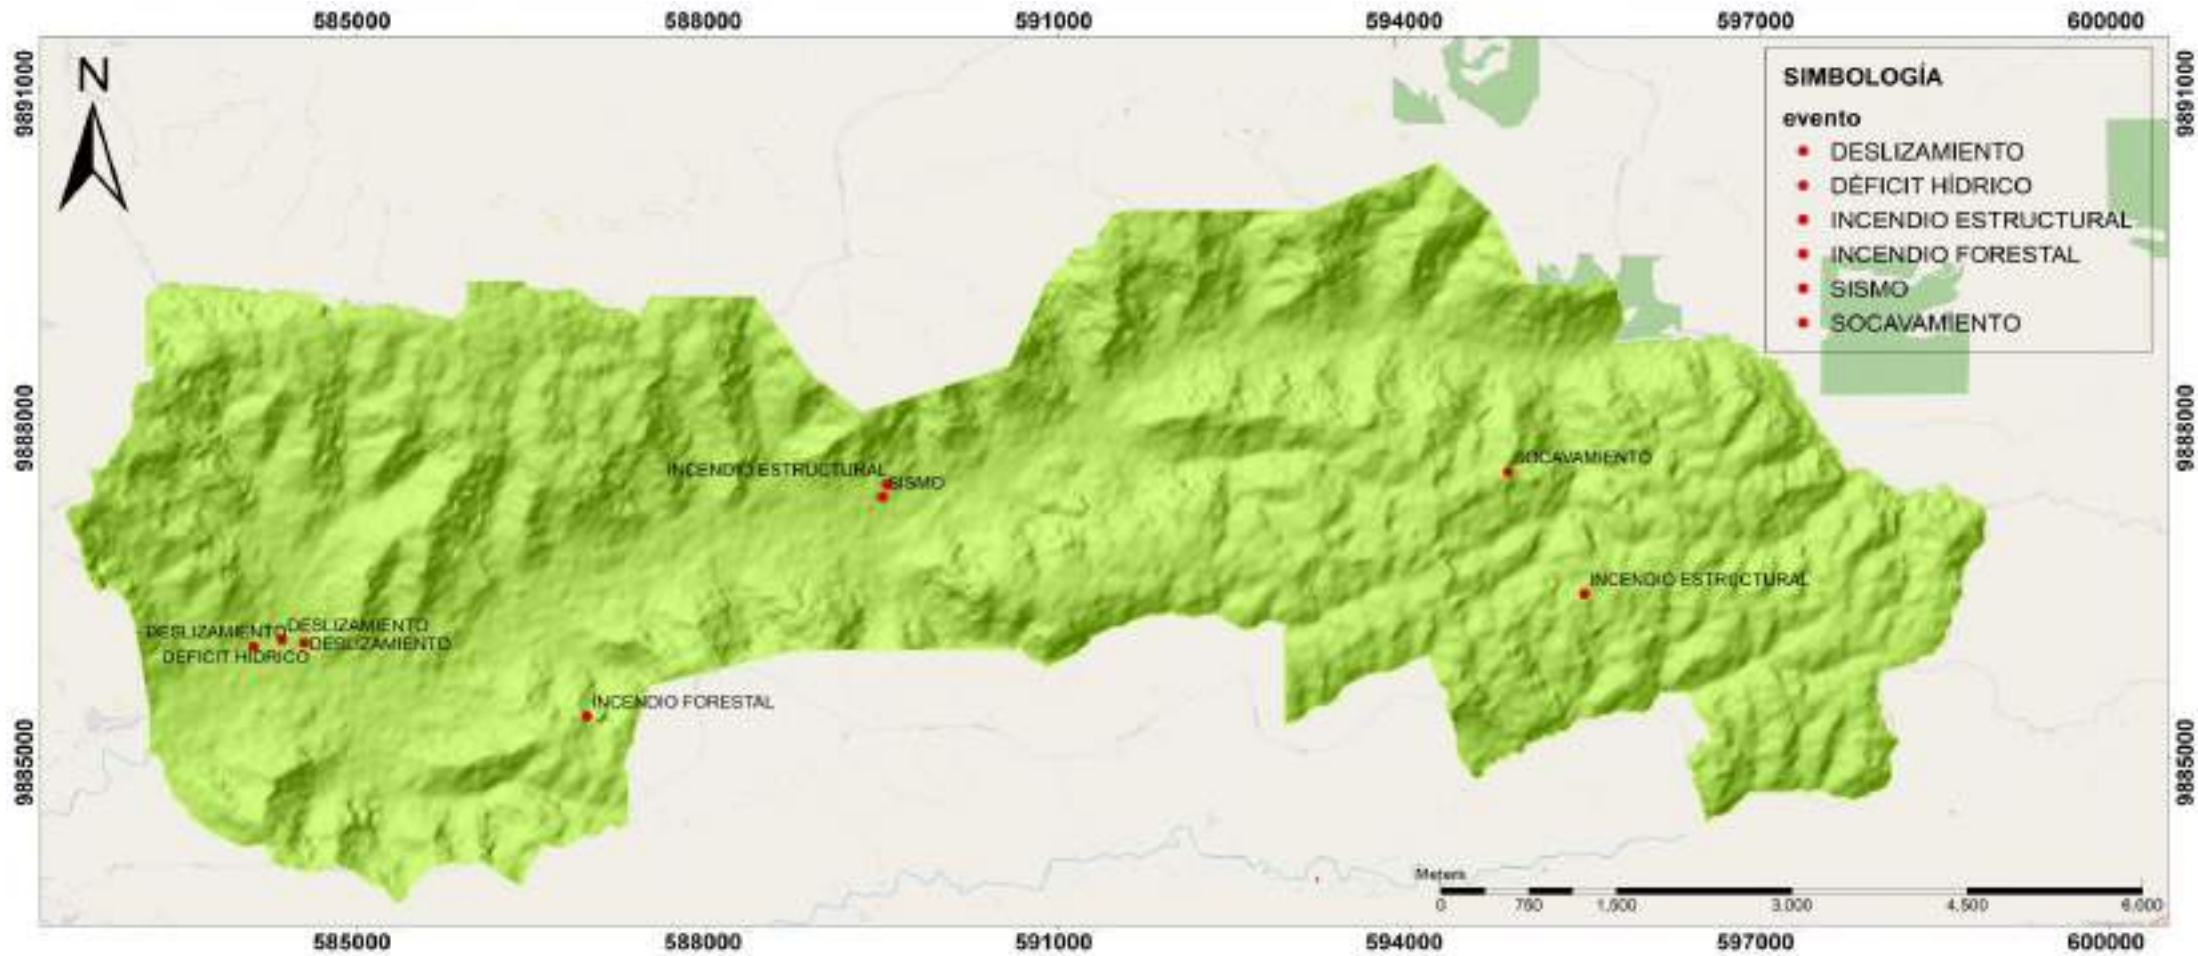 585000 588000 591000 594000 597000 600000
9891000
9891000
N
SIMBOLOGÍA
evento
DESLIZAMIENTO
DÉFICIT HÍDRICO
INCENDIO ESTRUCTURAL
INCENDIO FORESTAL
SISMO
SOCAVAMIENTO
9888000
9888000
INCENDIO ESTRUCTURAL
SISMO
SOCAVAMIENTO
INCENDIO ESTRUCTURAL
DESLIZAMIENTO
DESLIZAMIENTO
DESLIZAMIENTO
DÉFICIT HÍDRICO
INCENDIO FORESTAL
9885000
9885000
Meters
0 750 1.500 3.000 4.500 6.000
585000 588000 591000 594000 597000 600000